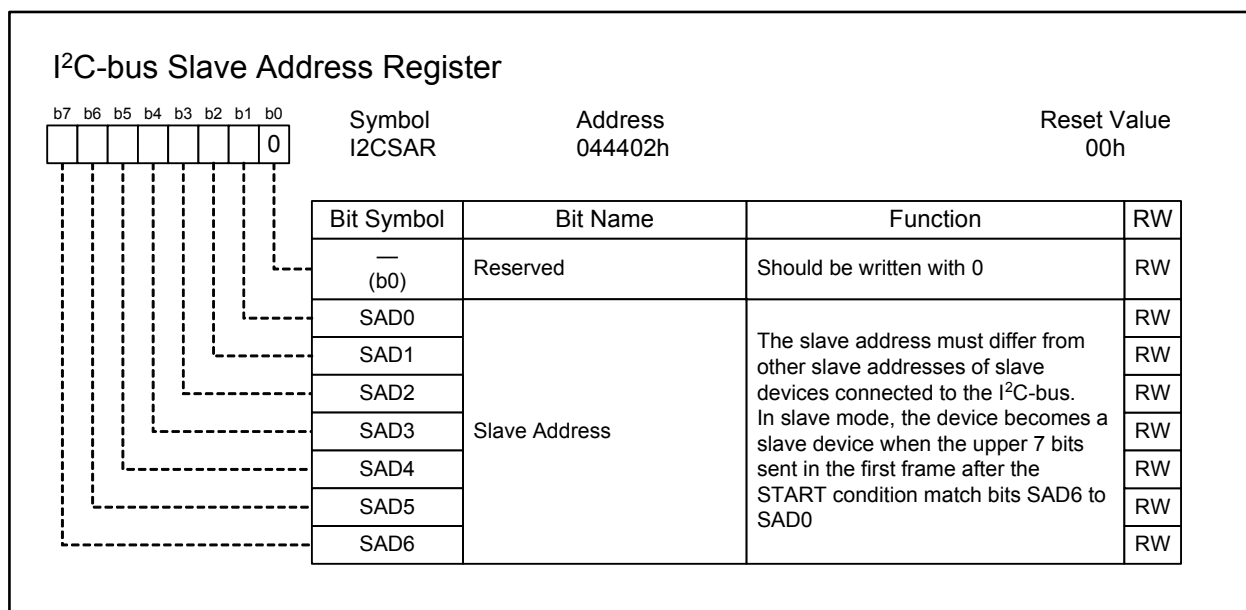 I²C-bus Slave Address Register
b7 b6 b5 b4 b3 b2 b1 b0
0
Symbol Address Reset Value
I2CSAR 044402h 00h
Bit Symbol Bit Name Function RW
—
(b0) Reserved Should be written with 0 RW
SAD0 RW
SAD1 RW
SAD2 RW
SAD3 RW
SAD4 RW
SAD5 RW
SAD6 RW
Slave Address
The slave address must differ from
other slave addresses of slave
devices connected to the I²C-bus.
In slave mode, the device becomes a
slave device when the upper 7 bits
sent in the first frame after the
START condition match bits SAD6 to
SAD0